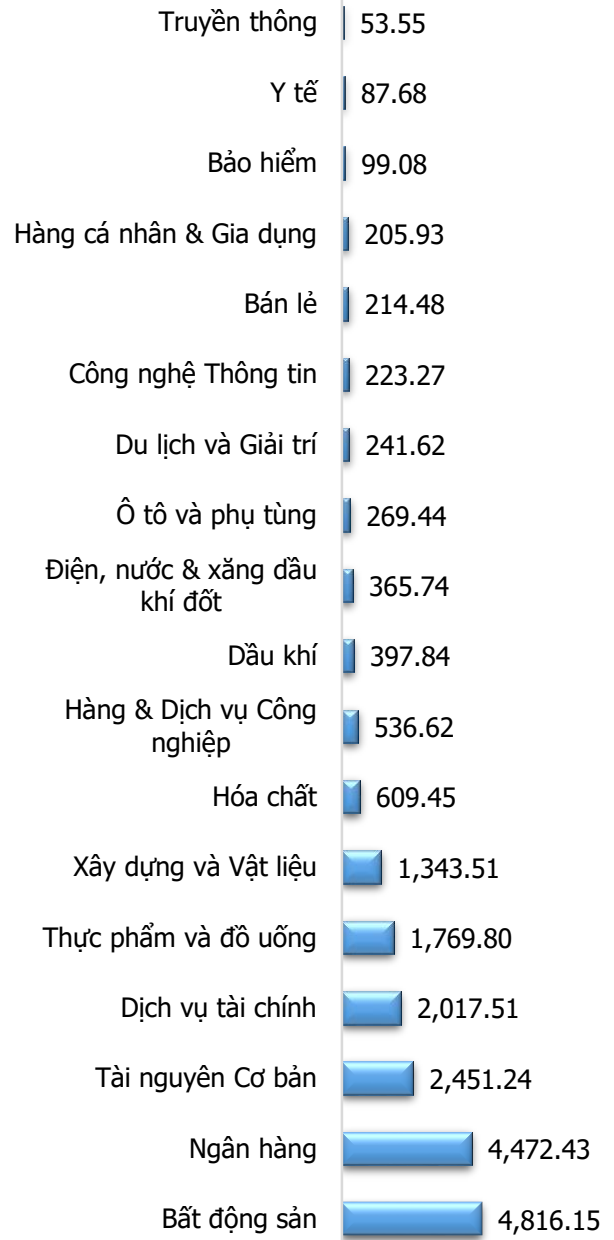 Truyền thông 53.55
Y tế 87.68
Bảo hiểm 99.08
Hàng cá nhân & Gia dụng 205.93
Bán lẻ 214.48
Công nghệ Thông tin 223.27
Du lịch và Giải trí 241.62
Ô tô và phụ tùng 269.44
Điện, nước & xăng dầu
khí đốt 365.74
Dầu khí 397.84
Hàng & Dịch vụ Công
nghiệp 536.62
Hóa chất 609.45
Xây dựng và Vật liệu 1,343.51
Thực phẩm và đồ uống 1,769.80
Dịch vụ tài chính 2,017.51
Tài nguyên Cơ bản 2,451.24
Ngân hàng 4,472.43
Bất động sản 4,816.15